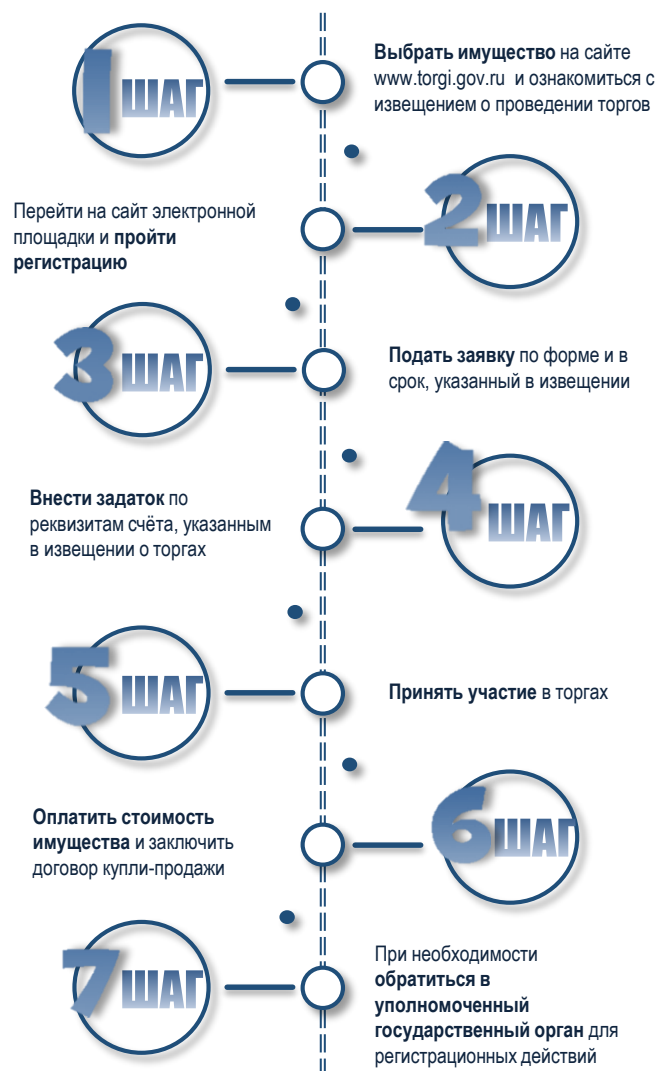 1 ШАГ
Выбрать имущество на сайте
www.torgi.gov.ru и ознакомиться с
извещением о проведении торгов
2 ШАГ
Перейти на сайт электронной
площадки и пройти
регистрацию
3 ШАГ
Подать заявку по форме и в
срок, указанный в извещении
4 ШАГ
Внести задаток по
реквизитам счёта, указанным
в извещении о торгах
5 ШАГ
Принять участие в торгах
6 ШАГ
Оплатить стоимость
имущества и заключить
договор купли-продажи
7 ШАГ
При необходимости
обратиться в
уполномоченный
государственный орган для
регистрационных действий